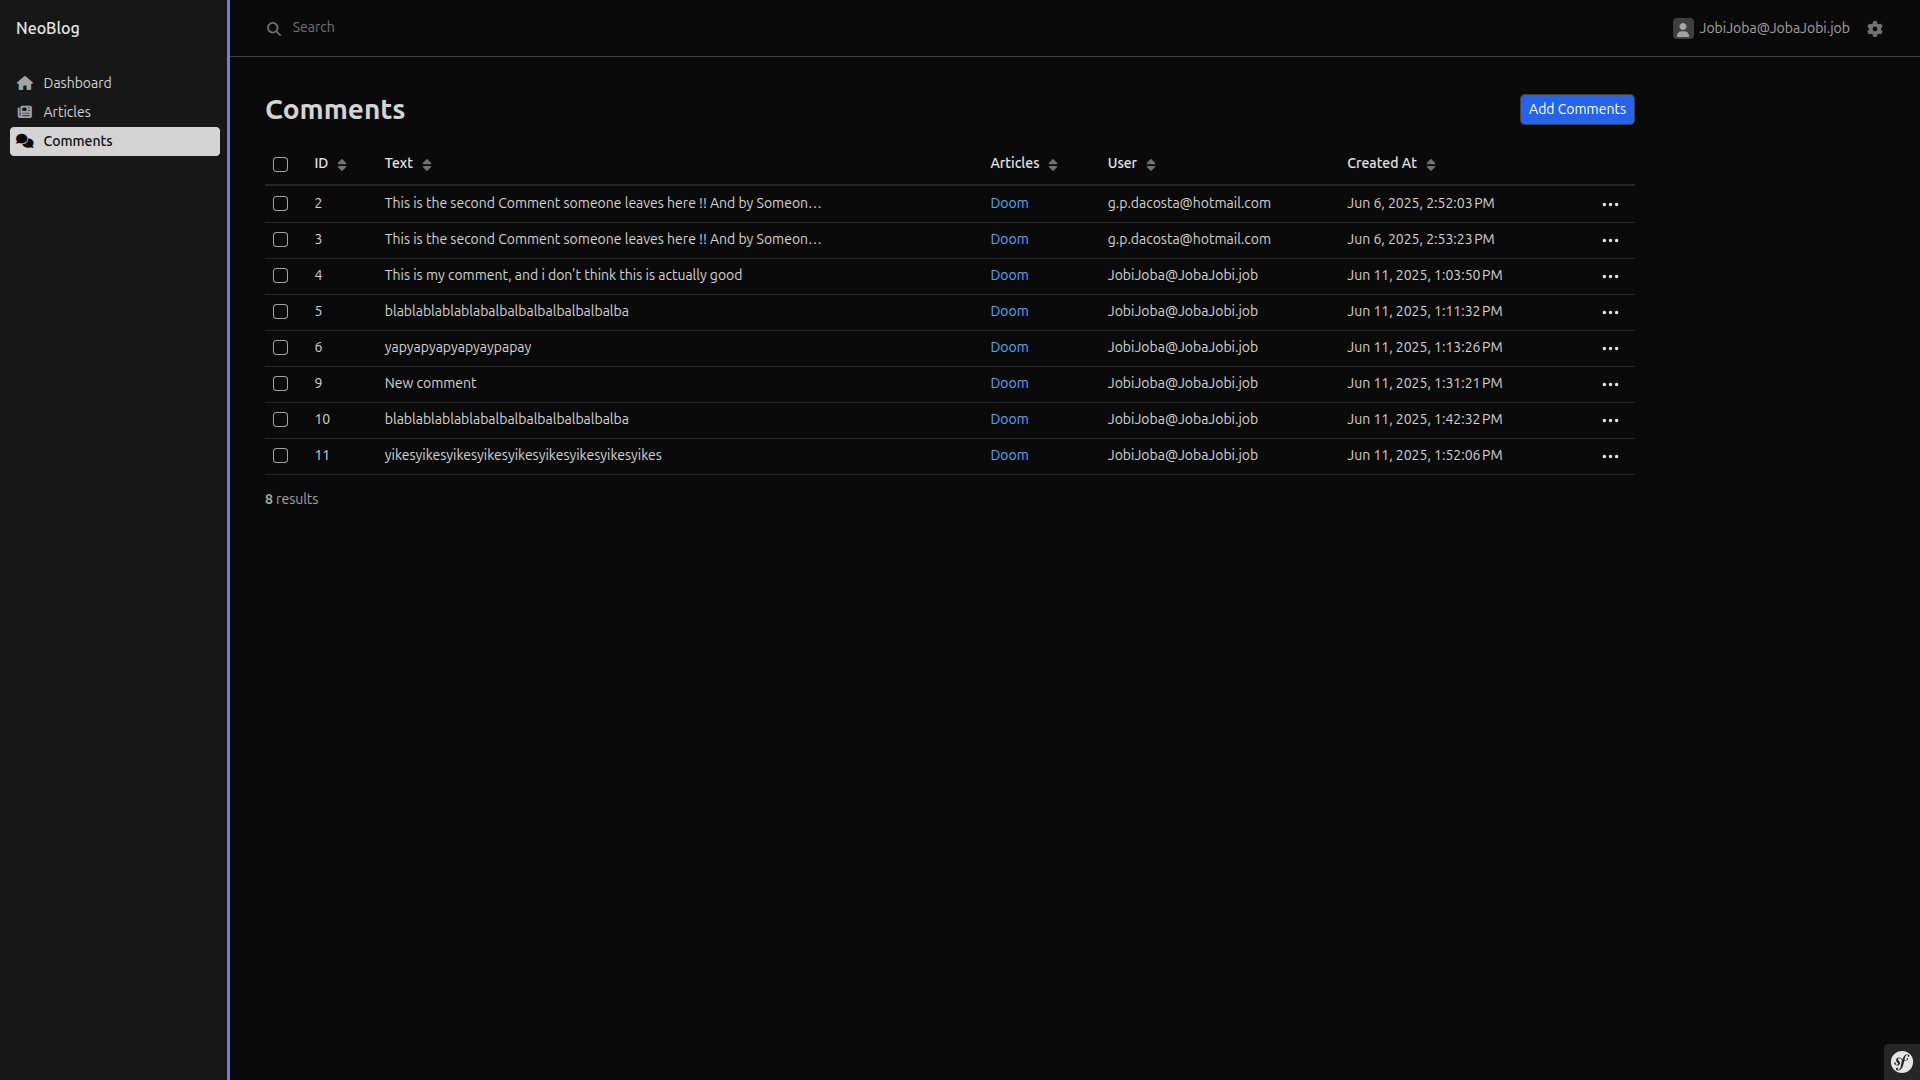 NeoBlog
Search
JobiJoba@JobaJobi.job
Dashboard
Articles
Comments
Comments
Add Comments
ID Text Articles User Created At
2 This is the second Comment someone leaves here !! And by Someon… Doom g.p.dacosta@hotmail.com Jun 6, 2025, 2:52:03 PM
3 This is the second Comment someone leaves here !! And by Someon… Doom g.p.dacosta@hotmail.com Jun 6, 2025, 2:53:23 PM
4 This is my comment, and i don't think this is actually good Doom JobiJoba@JobaJobi.job Jun 11, 2025, 1:03:50 PM
5 blablablablablabalbalbalbalbalbalbalba Doom JobiJoba@JobaJobi.job Jun 11, 2025, 1:11:32 PM
6 yapyapyapyapyaypapay Doom JobiJoba@JobaJobi.job Jun 11, 2025, 1:13:26 PM
9 New comment Doom JobiJoba@JobaJobi.job Jun 11, 2025, 1:31:21 PM
10 blablablablablabalbalbalbalbalbalbalba Doom JobiJoba@JobaJobi.job Jun 11, 2025, 1:42:32 PM
11 yikesyikesyikesyikesyikesyikesyikesyikesyikes Doom JobiJoba@JobaJobi.job Jun 11, 2025, 1:52:06 PM
8 results
sf